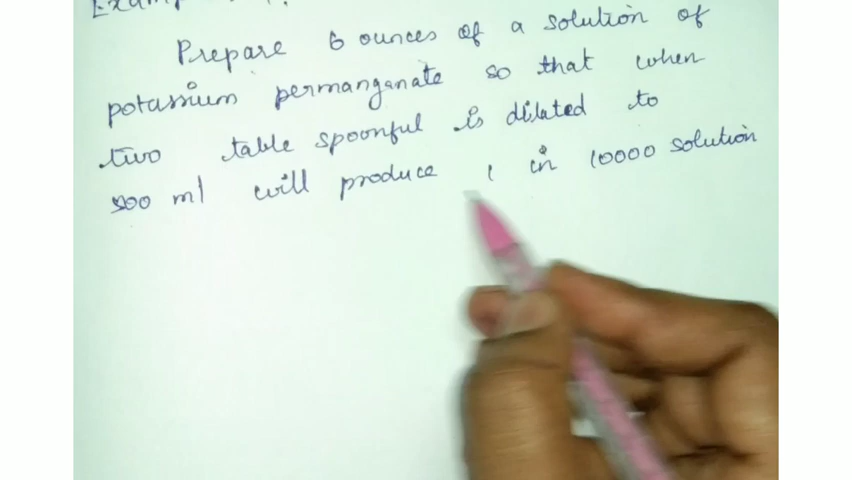 Prepare 6 ounces of a solution of
potassium permanganate so that when
two table spoonful is diluted to
500 ml will produce 1 in 10000 solution